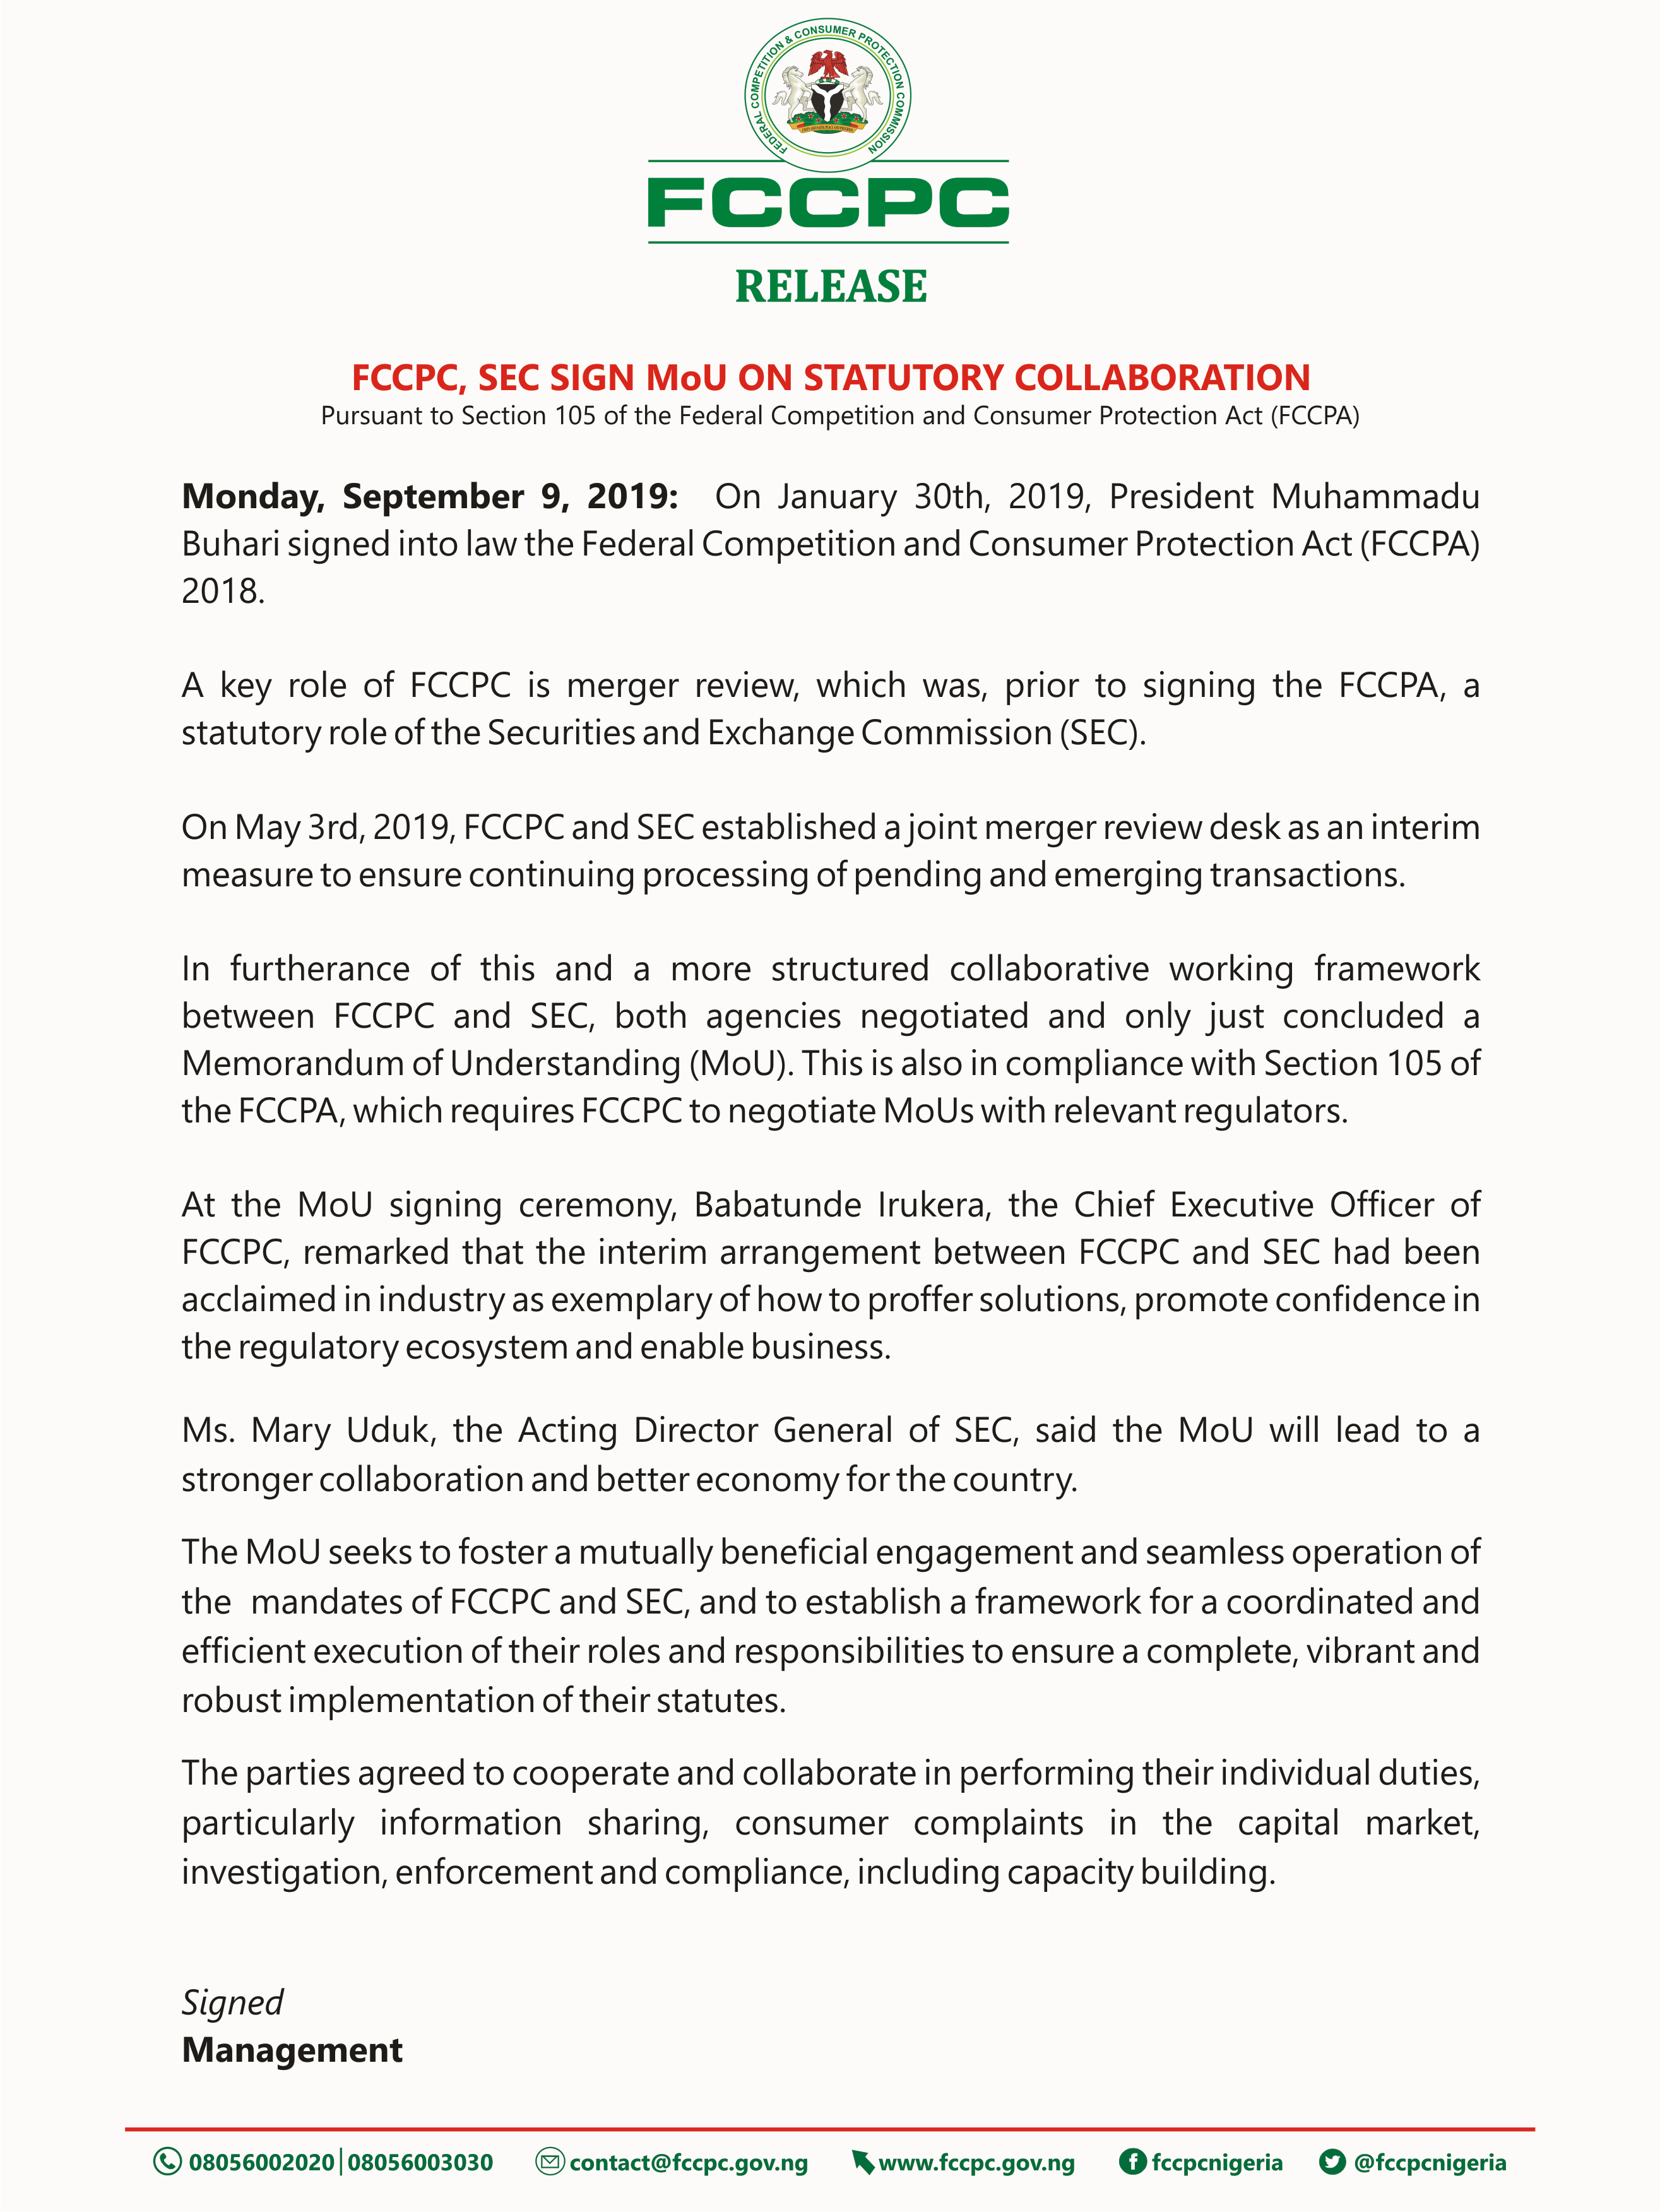 FEDERAL COMPETITION & CONSUMER PROTECTION COMMISSION
FCCPC
RELEASE
FCCPC, SEC SIGN MoU ON STATUTORY COLLABORATION
Pursuant to Section 105 of the Federal Competition and Consumer Protection Act (FCCPA)
Monday, September 9, 2019: On January 30th, 2019, President Muhammadu
Buhari signed into law the Federal Competition and Consumer Protection Act (FCCPA)
2018.
A key role of FCCPC is merger review, which was, prior to signing the FCCPA, a
statutory role of the Securities and Exchange Commission (SEC).
On May 3rd, 2019, FCCPC and SEC established a joint merger review desk as an interim
measure to ensure continuing processing of pending and emerging transactions.
In furtherance of this and a more structured collaborative working framework
between FCCPC and SEC, both agencies negotiated and only just concluded a
Memorandum of Understanding (MoU). This is also in compliance with Section 105 of
the FCCPA, which requires FCCPC to negotiate MoUs with relevant regulators.
At the MoU signing ceremony, Babatunde Irukera, the Chief Executive Officer of
FCCPC, remarked that the interim arrangement between FCCPC and SEC had been
acclaimed in industry as exemplary of how to proffer solutions, promote confidence in
the regulatory ecosystem and enable business.
Ms. Mary Uduk, the Acting Director General of SEC, said the MoU will lead to a
stronger collaboration and better economy for the country.
The MoU seeks to foster a mutually beneficial engagement and seamless operation of
the mandates of FCCPC and SEC, and to establish a framework for a coordinated and
efficient execution of their roles and responsibilities to ensure a complete, vibrant and
robust implementation of their statutes.
The parties agreed to cooperate and collaborate in performing their individual duties,
particularly information sharing, consumer complaints in the capital market,
investigation, enforcement and compliance, including capacity building.
Signed
Management
08056002020|08056003030 contact@fccpc.gov.ng www.fccpc.gov.ng fccpcnigeria @fccpcnigeria